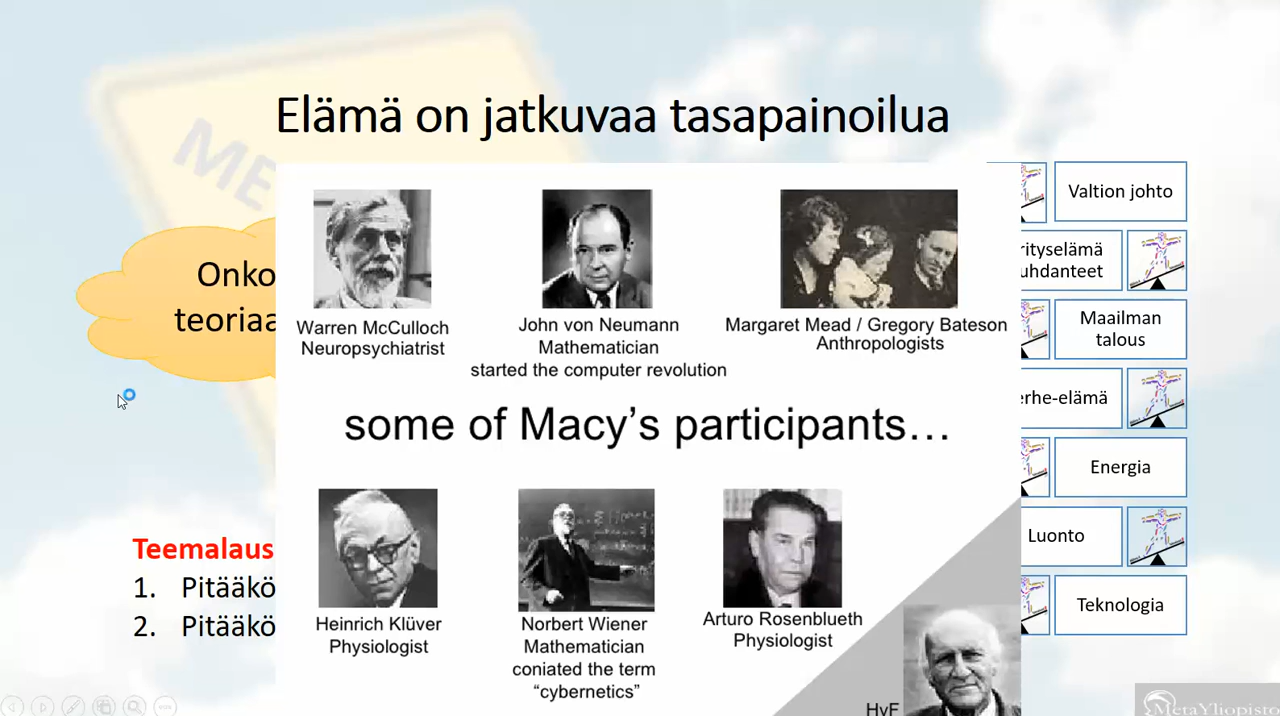 Elämä on jatkuvaa tasapainoilua
ME
Onko
teoriaa
Warren McCulloch
Neuropsychiatrist
John von Neumann
Mathematician
started the computer revolution
Margaret Mead / Gregory Bateson
Anthropologists
some of Macy's participants...
Heinrich Klüver
Physiologist
Norbert Wiener
Mathematician
coniated the term
“cybernetics”
Arturo Rosenblueth
Physiologist
HvF
Teemalaus
1. Pitääkö
2. Pitääkö
Valtion johto
rityselämä
uhdanteet
Maailman
talous
erhe-elämä
Energia
Luonto
Teknologia
MetaYliopisto